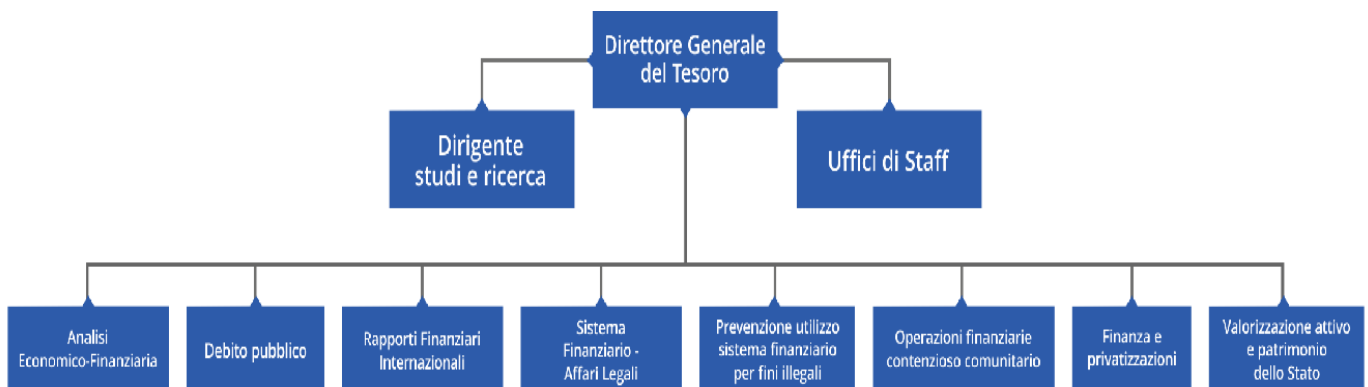 Direttore Generale
del Tesoro
Dirigente
studi e ricerca
Uffici di Staff
Analisi
Economico-Finanziaria
Debito pubblico
Rapporti Finanziari
Internazionali
Sistema
Finanziario -
Affari Legali
Prevenzione utilizzo
sistema finanziario
per fini illegali
Operazioni finanziarie
contenzioso comunitario
Finanza e
privatizzazioni
Valorizzazione attivo
e patrimonio
dello Stato